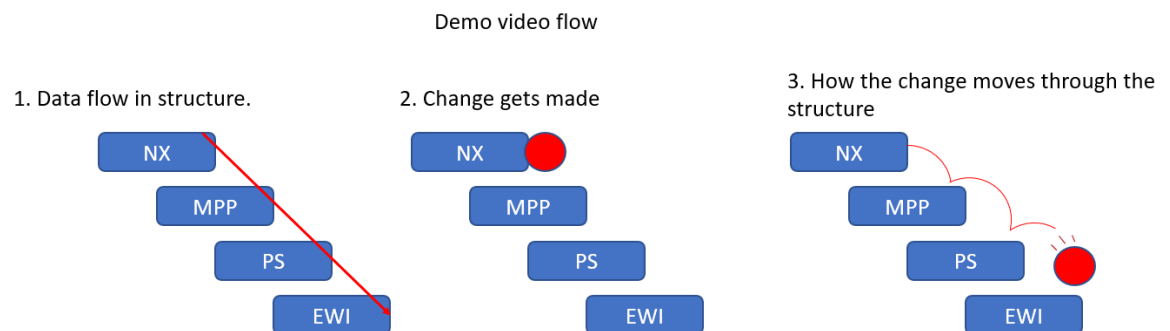 Demo video flow
1. Data flow in structure.
NX
MPP
PS
EWI
2. Change gets made
NX
MPP
PS
EWI
3. How the change moves through the
structure
NX
MPP
PS
EWI